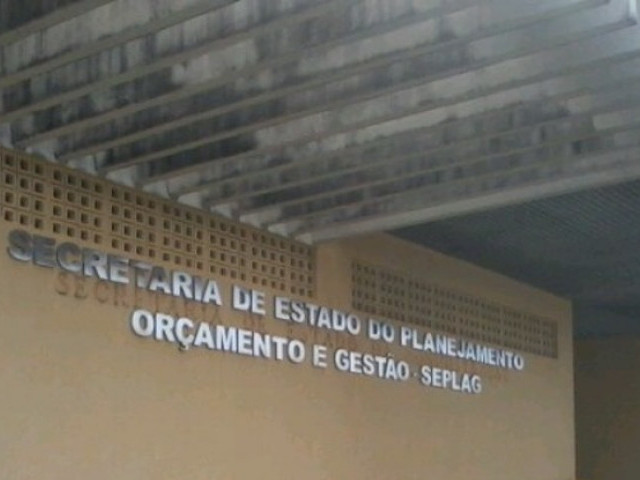 SECRETARIA DE ESTADO DO PLANEJAMENTO
ORÇAMENTO E GESTÃO - SEPLAG